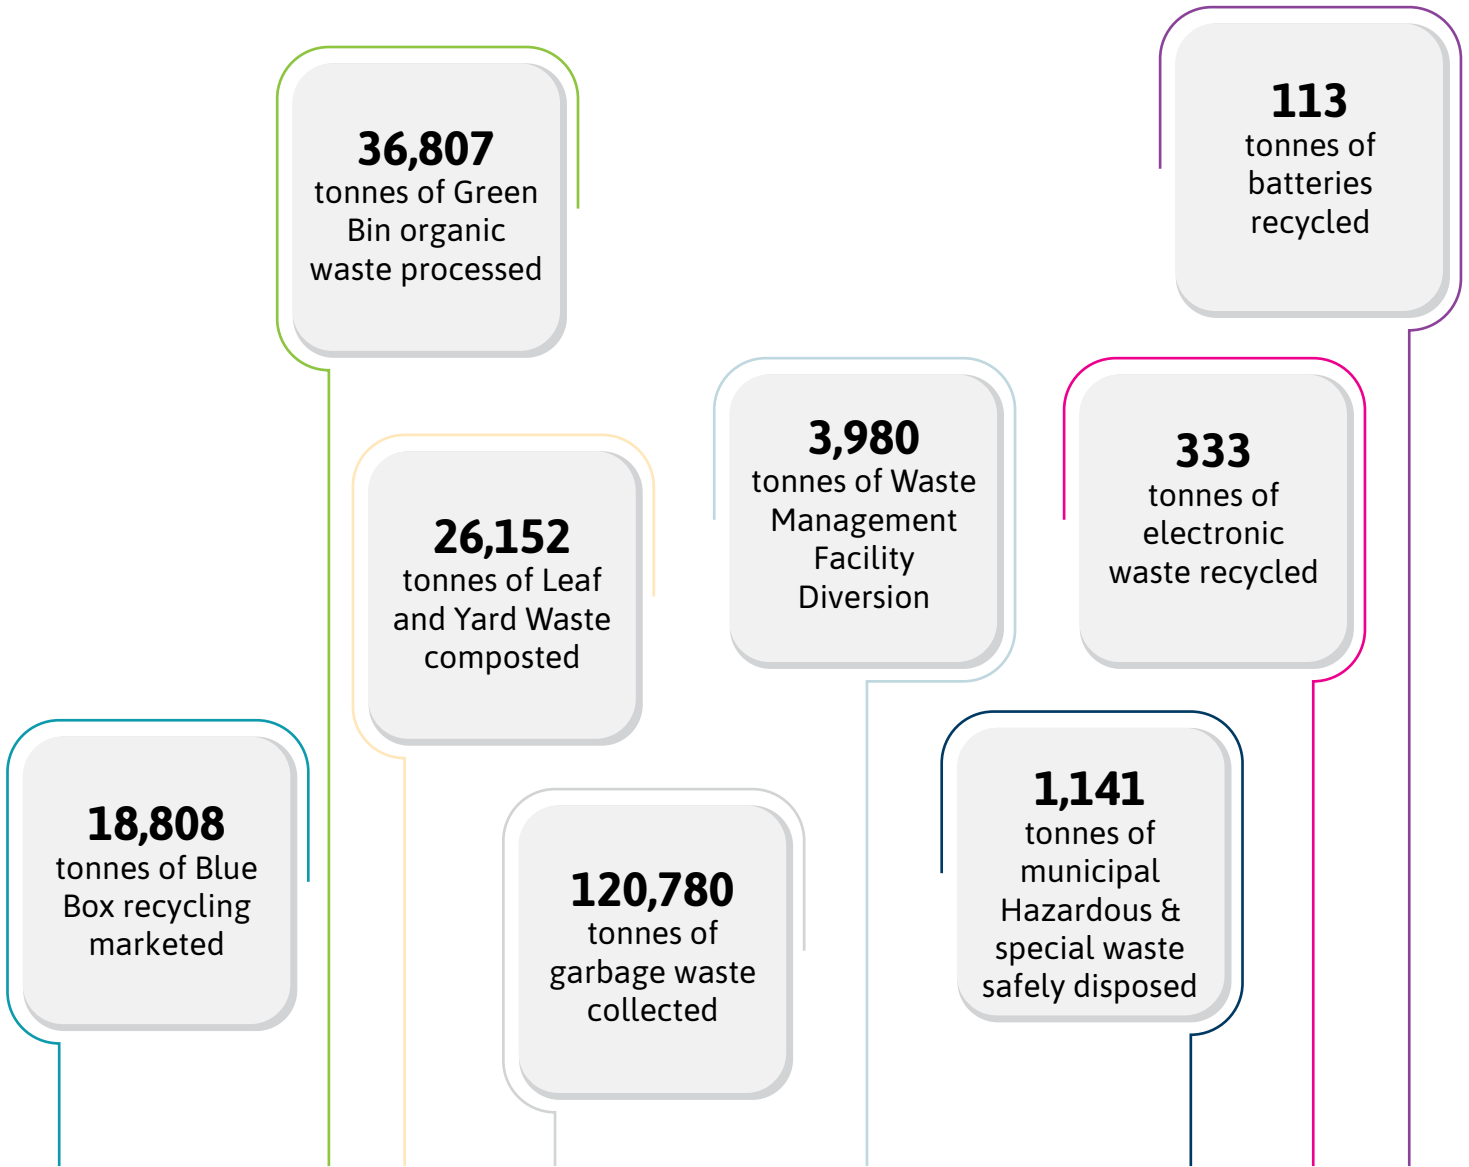 36,807
tonnes of Green
Bin organic
waste processed
113
tonnes of
batteries
recycled
26,152
tonnes of Leaf
and Yard Waste
composted
3,980
tonnes of Waste
Management
Facility
Diversion
333
tonnes of
electronic
waste recycled
18,808
tonnes of Blue
Box recycling
marketed
120,780
tonnes of
garbage waste
collected
1,141
tonnes of
municipal
Hazardous &
special waste
safely disposed